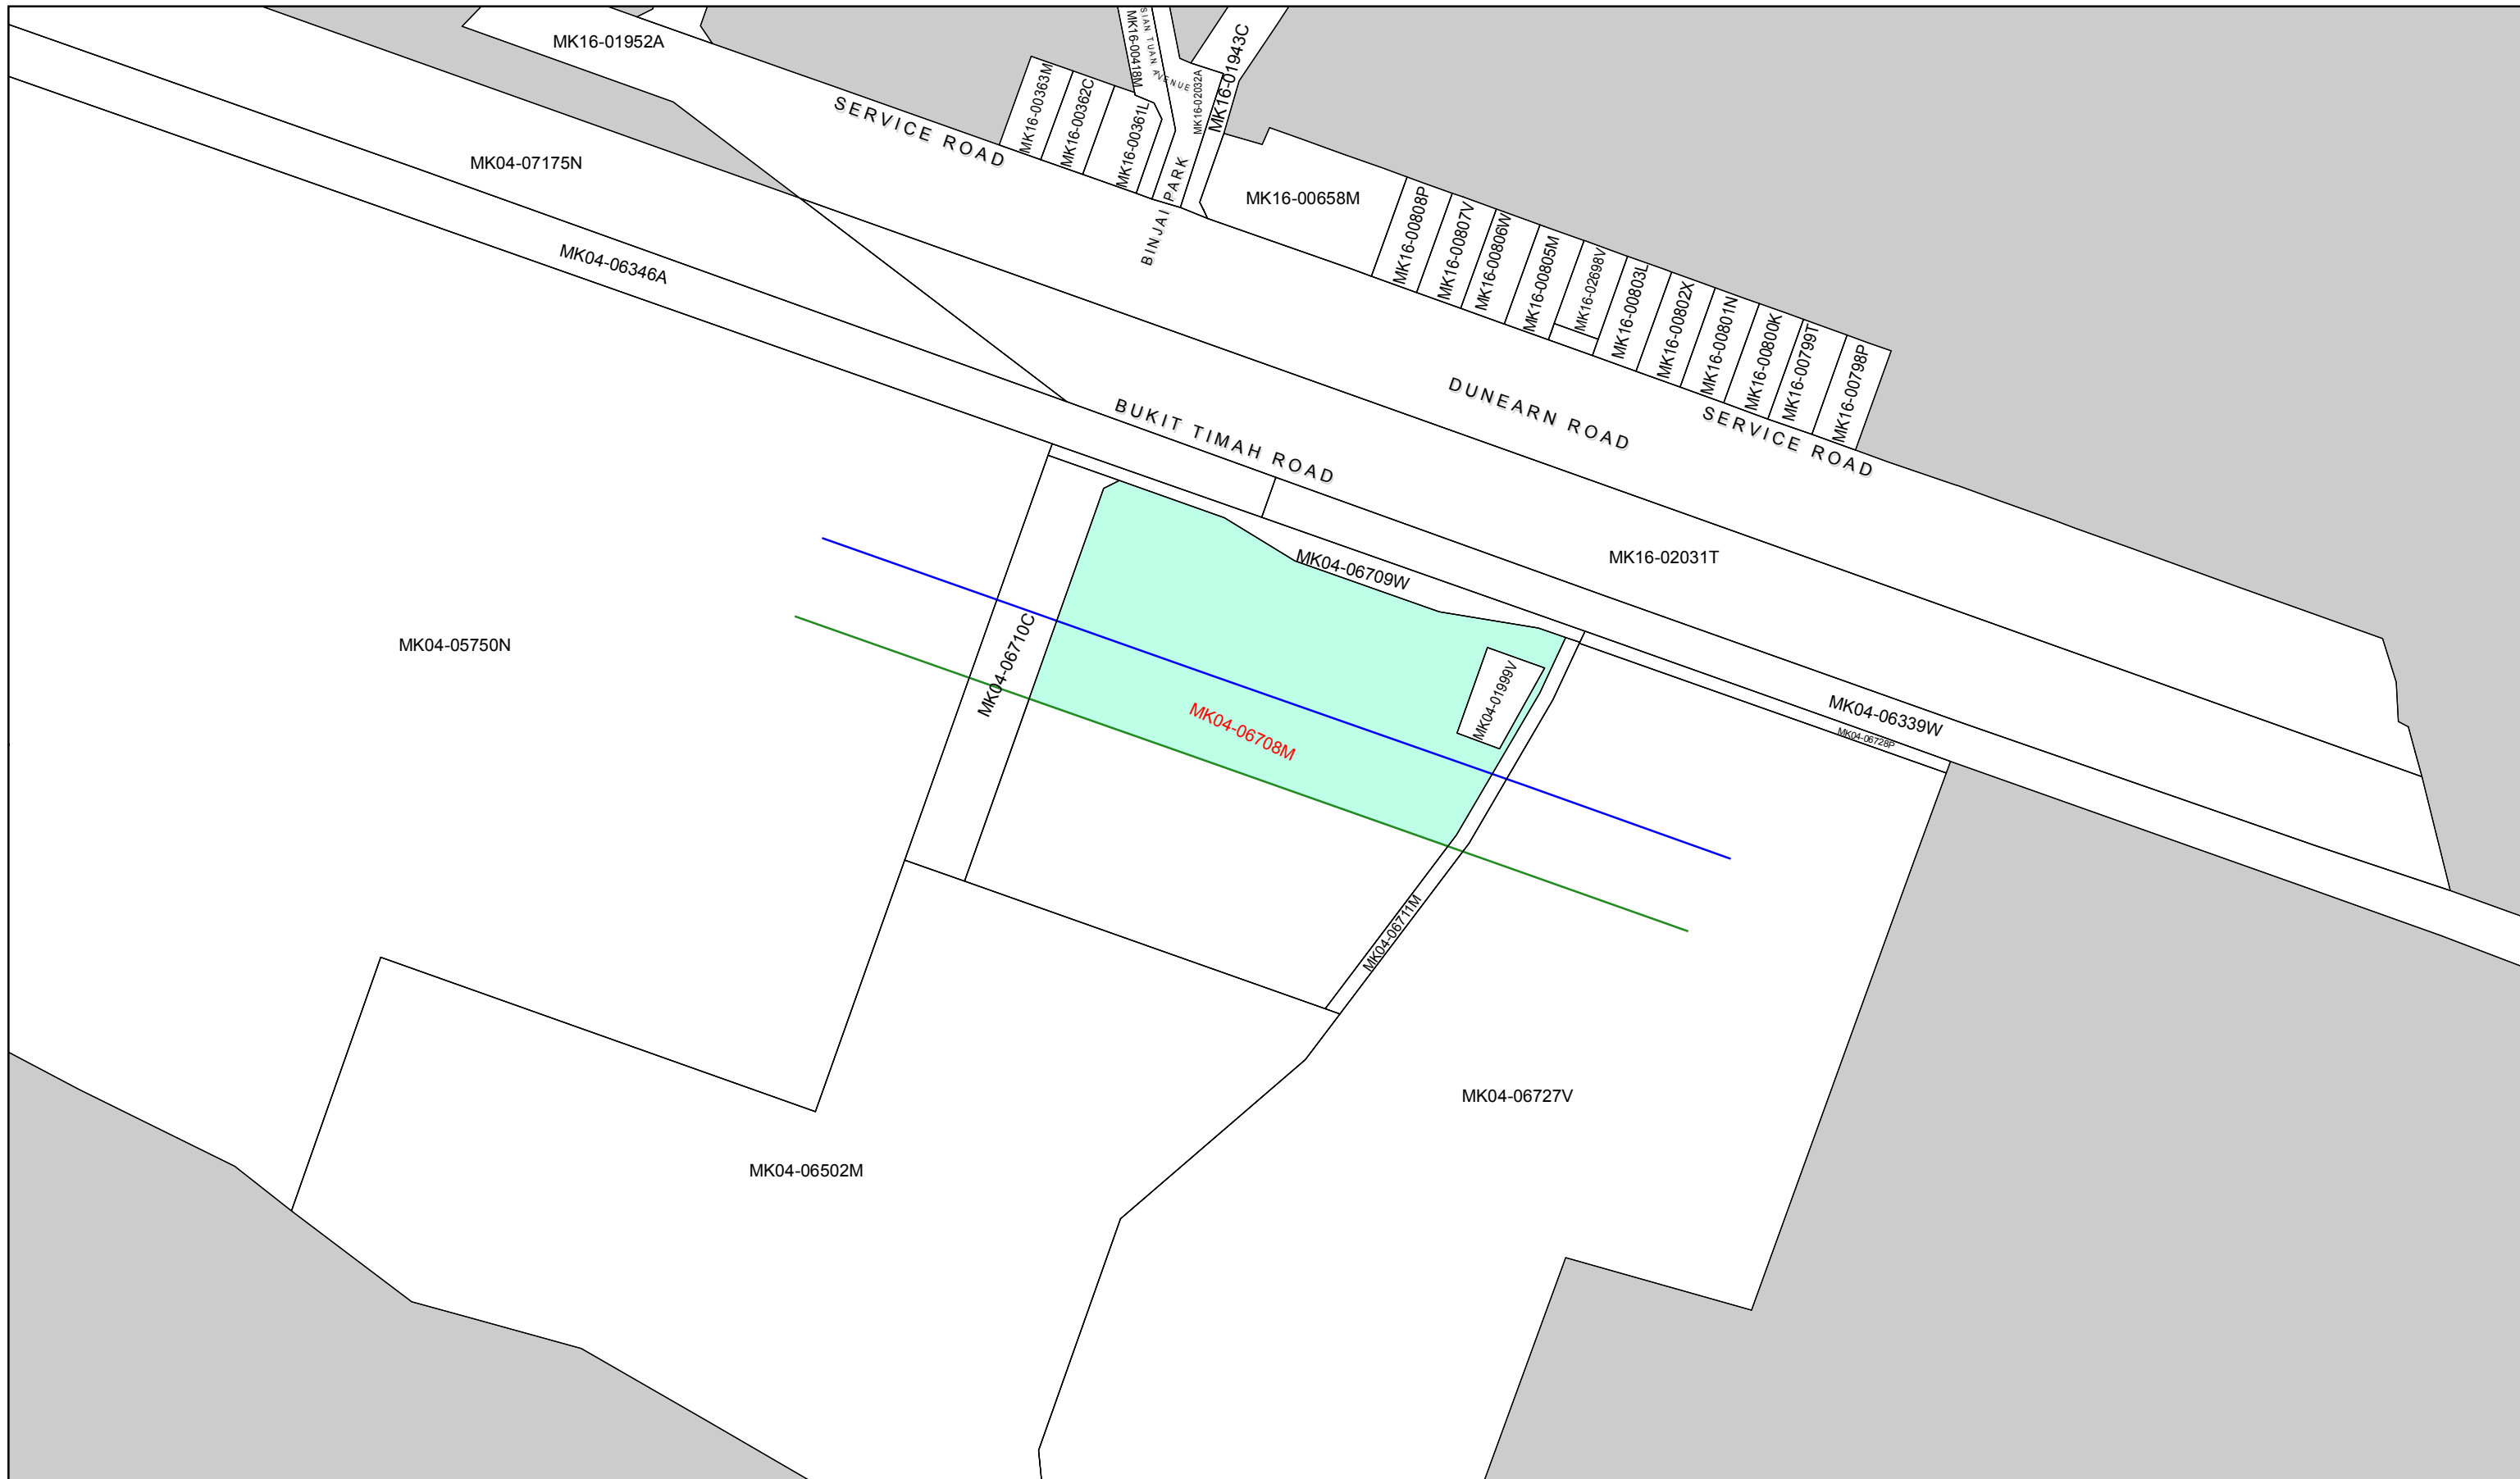 MK16-01952A
MK16-00418M
SIAN TUAN AVENUE
MK16-02032A
MK16-01943C
MK16-00363M
MK16-00362C
MK16-00361L
SERVICE ROAD
BINJAI PARK
MK04-07175N
MK16-00658M
MK16-00808P
MK16-00807V
MK16-00806W
MK16-00805M
MK16-02698V
MK16-00803L
MK16-00802X
MK16-00801N
MK16-00800K
MK16-00799T
MK16-00798P
MK04-06346A
BUKIT TIMAH ROAD
DUNEARN ROAD
SERVICE ROAD
MK16-02031T
MK04-06709W
MK04-05750N
MK04-06710C
MK04-06708M
MK04-01999V
MK04-06339W
MK04-06728P
MK04-06711M
MK04-06727V
MK04-06502M